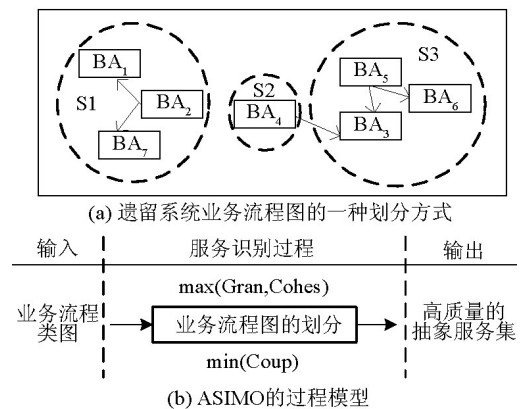 S1
BA1
BA2
BA7
S2
BA4
S3
BA5
BA6
BA3
(a) 遗留系统业务流程图的一种划分方式
输入 服务识别过程 输出
max(Gran,Cohes)
业务流程类图
业务流程图的划分
高质量的
抽象服务集
min(Coup)
(b) ASIMO的过程模型